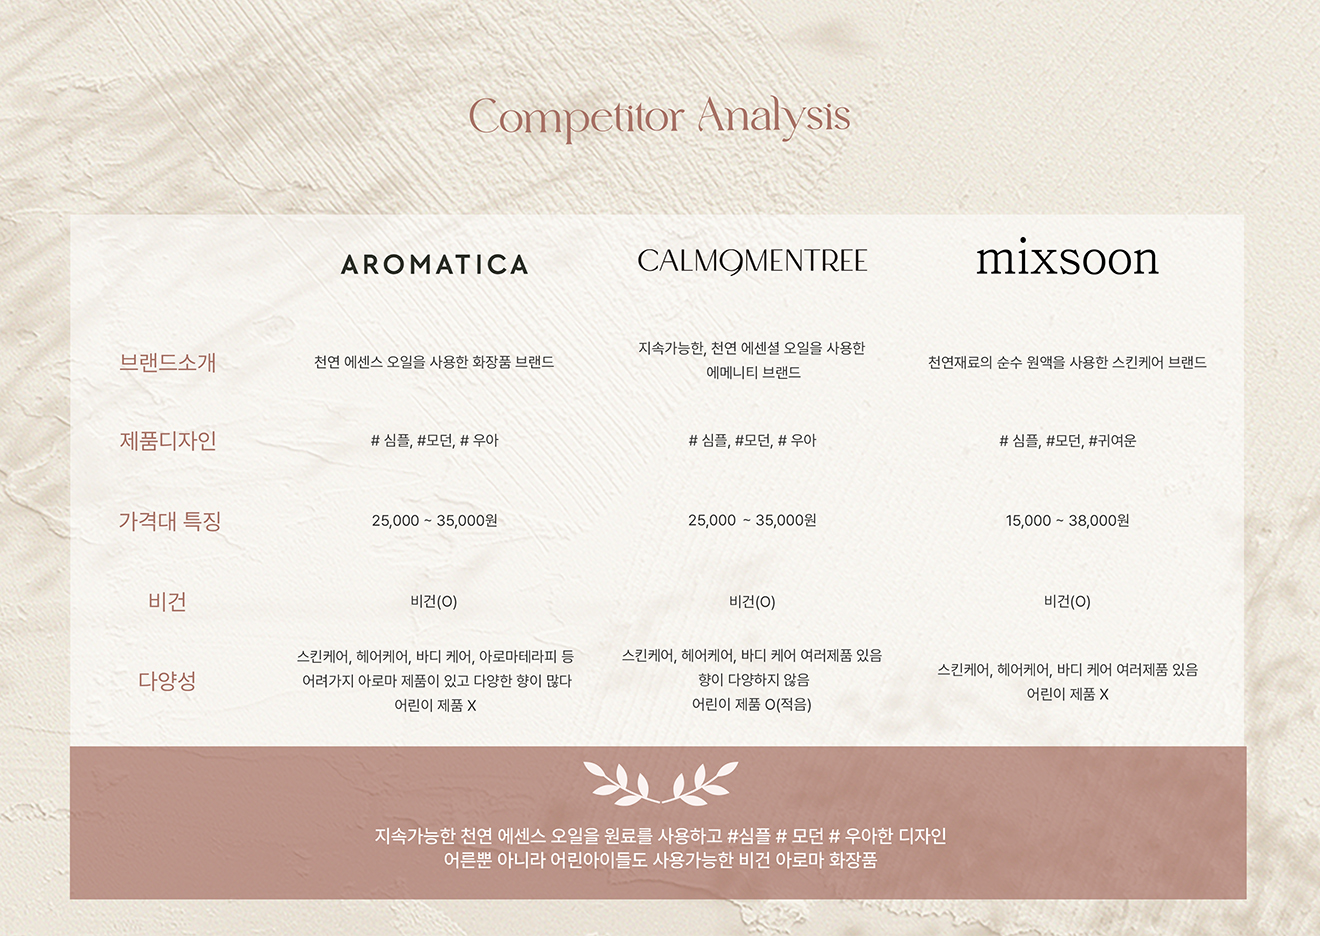 Competitor Analysis
AROMATICA
CALMOMENTREE
mixsoon
브랜드소개
천연 에센스 오일을 사용한 화장품 브랜드
지속가능한, 천연 에센셜 오일을 사용한
에메니티 브랜드
천연재료의 순수 원액을 사용한 스킨케어 브랜드
제품디자인
# 심플, #모던, # 우아
# 심플, #모던, # 우아
# 심플, #모던, #귀여운
가격대 특징
25,000 ~ 35,000원
25,000 ~ 35,000원
15,000 ~ 38,000원
비건
비건(O)
비건(O)
비건(O)
다양성
스킨케어, 헤어케어, 바디 케어, 아로마테라피 등
어려가지 아로마 제품이 있고 다양한 향이 많다
어린이 제품 X
스킨케어, 헤어케어, 바디 케어 여러제품 있음
향이 다양하지 않음
어린이 제품 O(적음)
스킨케어, 헤어케어, 바디 케어 여러제품 있음
어린이 제품 X
지속가능한 천연 에센스 오일을 원료를 사용하고 #심플 # 모던 # 우아한 디자인
어른뿐 아니라 어린아이들도 사용가능한 비건 아로마 화장품